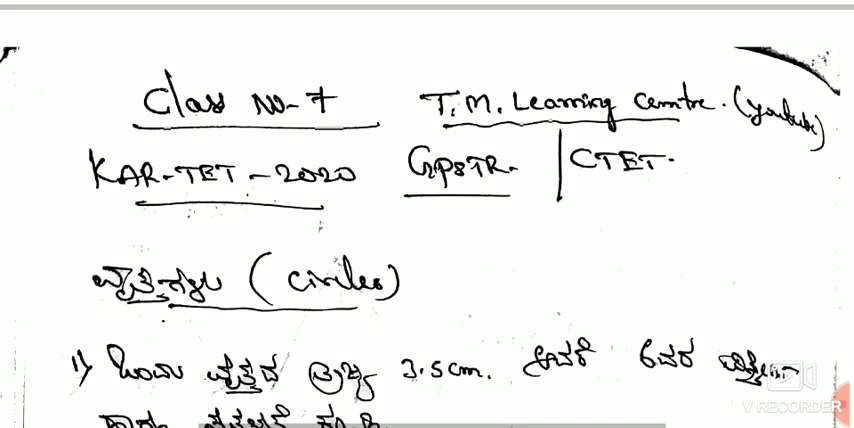 Class No-7 T.M. Learning Centre. (Youtube)
KAR-TET-2020 GPSTR. | CTET.
ವೃತ್ತಗಳು (circles)
1) ಒಂದು ವೃತ್ತದ ತ್ರಿಜ್ಯ 3.5cm. ಆದರೆ
V RECORDER